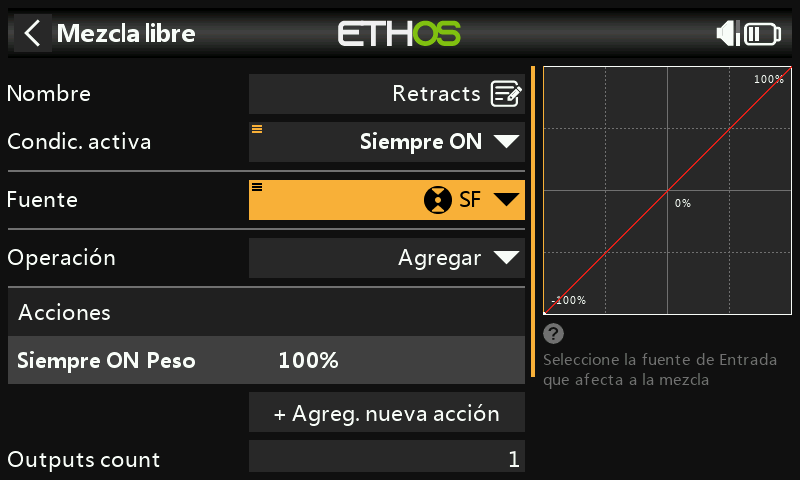 Mezcla libre
ETHOS
Nombre
Retracts
Condic. activa
Siempre ON
Fuente
SF
Operación
Agregar
Acciones
Siempre ON Peso 100%
+ Agreg. nueva acción
Outputs count
1
100%
0%
-100%
?
Seleccione la fuente de Entrada
que afecta a la mezcla